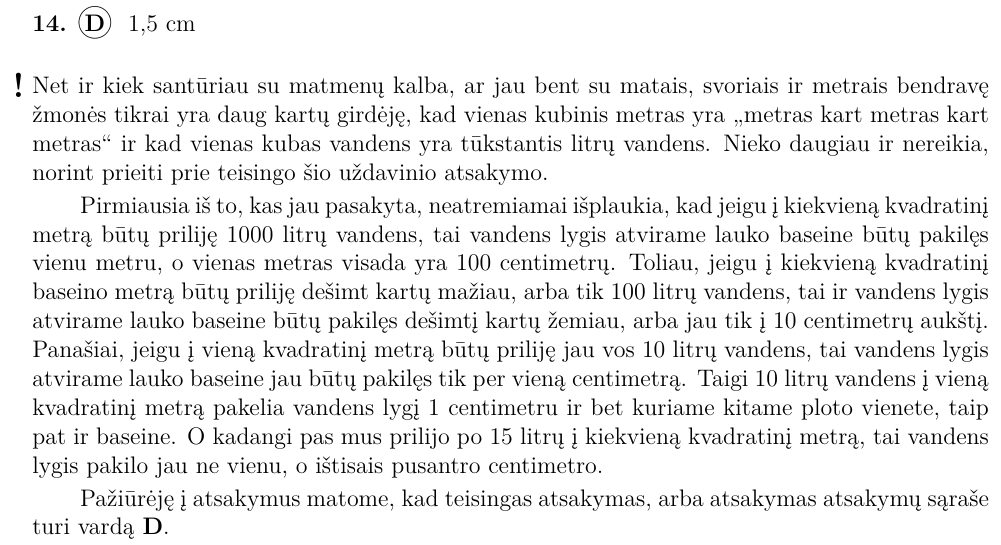 14. D 1,5 cm
! Net ir kiek santūriau su matmenų kalba, ar jau bent su matais, svoriais ir metrais bendravę
žmonės tikrai yra daug kartų girdėję, kad vienas kubinis metras yra „metras kart metras kart
metras“ ir kad vienas kubas vandens yra tūkstantis litrų vandens. Nieko daugiau ir nereikia,
norint prieiti prie teisingo šio uždavinio atsakymo.
Pirmiausia iš to, kas jau pasakyta, neatremiamai išplaukia, kad jeigu į kiekvieną kvadratinį
metrą būtų priliję 1000 litrų vandens, tai vandens lygis atvirame lauko baseine būtų pakilęs
vienu metru, o vienas metras visada yra 100 centimetrų. Toliau, jeigu į kiekvieną kvadratinį
baseino metrą būtų priliję dešimt kartų mažiau, arba tik 100 litrų vandens, tai ir vandens lygis
atvirame lauko baseine būtų pakilęs dešimtį kartų žemiau, arba jau tik į 10 centimetrų aukštį.
Panašiai, jeigu į vieną kvadratinį metrą būtų priliję jau vos 10 litrų vandens, tai vandens lygis
atvirame lauko baseine jau būtų pakilęs tik per vieną centimetrą. Taigi 10 litrų vandens į vieną
kvadratinį metrą pakelia vandens lygį 1 centimetru ir bet kuriame kitame ploto vienete, taip
pat ir baseine. O kadangi pas mus prilijo po 15 litrų į kiekvieną kvadratinį metrą, tai vandens
lygis pakilo jau ne vienu, o ištisais pusantro centimetro.
Pažiūrėję į atsakymus matome, kad teisingas atsakymas, arba atsakymas atsakymų sąraše
turi vardą D.